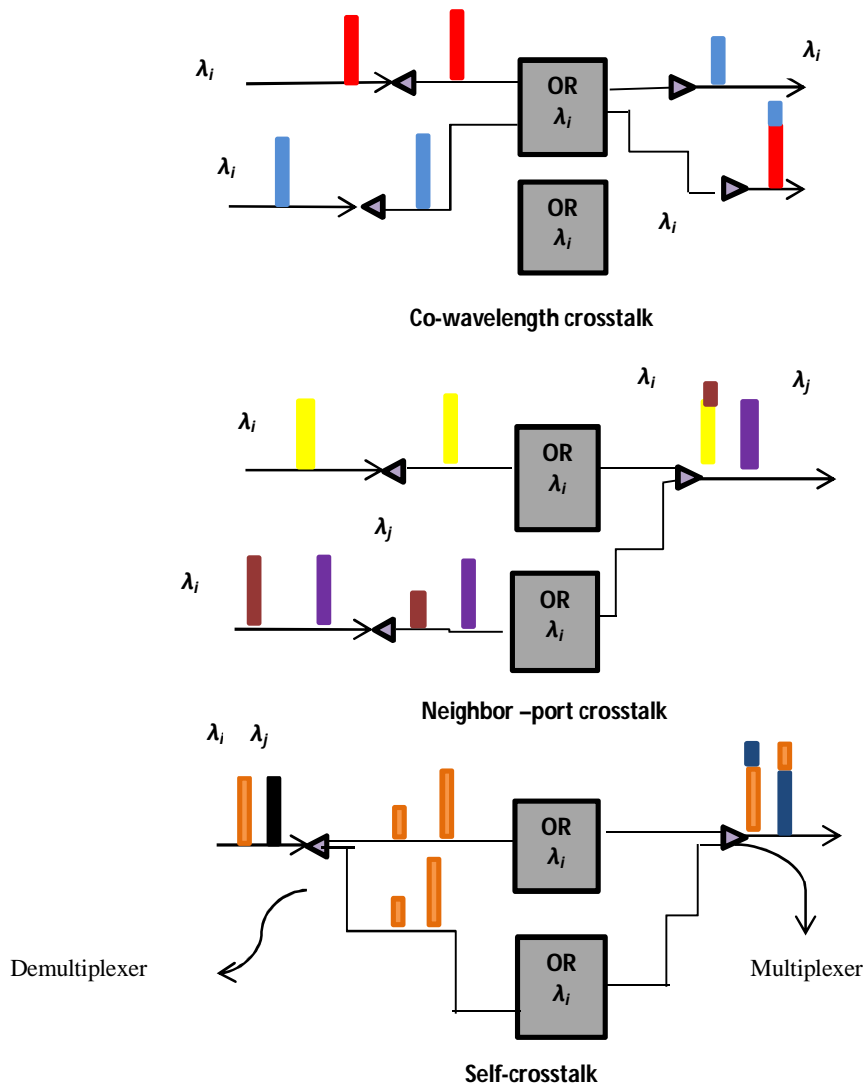 λi
OR
λi
λi
λi
OR
λi
λi
Co-wavelength crosstalk
λi
λi
λj
OR
λi
λj
λi
OR
λi
Neighbor –port crosstalk
λi
λj
OR
λi
Demultiplexer
OR
λi
Multiplexer
Self-crosstalk